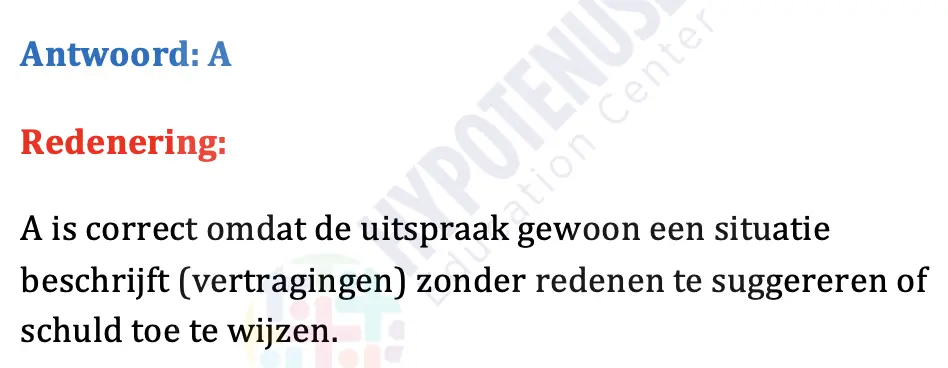 Antwoord: A
Redenering:
A is correct omdat de uitspraak gewoon een situatie
beschrijft (vertragingen) zonder redenen te suggereren of
schuld toe te wijzen.
HYPOTENUSE
Education Center